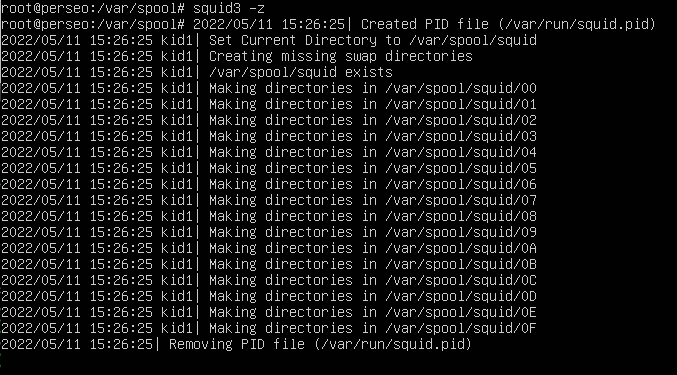 root@perseo:/var/spool# squid3 -z
root@perseo:/var/spool# 2022/05/11 15:26:25| Created PID file (/var/run/squid.pid)
2022/05/11 15:26:25 kid1| Set Current Directory to /var/spool/squid
2022/05/11 15:26:25 kid1| Creating missing swap directories
2022/05/11 15:26:25 kid1| /var/spool/squid exists
2022/05/11 15:26:25 kid1| Making directories in /var/spool/squid/00
2022/05/11 15:26:25 kid1| Making directories in /var/spool/squid/01
2022/05/11 15:26:25 kid1| Making directories in /var/spool/squid/02
2022/05/11 15:26:25 kid1| Making directories in /var/spool/squid/03
2022/05/11 15:26:25 kid1| Making directories in /var/spool/squid/04
2022/05/11 15:26:25 kid1| Making directories in /var/spool/squid/05
2022/05/11 15:26:25 kid1| Making directories in /var/spool/squid/06
2022/05/11 15:26:25 kid1| Making directories in /var/spool/squid/07
2022/05/11 15:26:25 kid1| Making directories in /var/spool/squid/08
2022/05/11 15:26:25 kid1| Making directories in /var/spool/squid/09
2022/05/11 15:26:25 kid1| Making directories in /var/spool/squid/0A
2022/05/11 15:26:25 kid1| Making directories in /var/spool/squid/0B
2022/05/11 15:26:25 kid1| Making directories in /var/spool/squid/0C
2022/05/11 15:26:25 kid1| Making directories in /var/spool/squid/0D
2022/05/11 15:26:25 kid1| Making directories in /var/spool/squid/0E
2022/05/11 15:26:25 kid1| Making directories in /var/spool/squid/0F
2022/05/11 15:26:25| Removing PID file (/var/run/squid.pid)